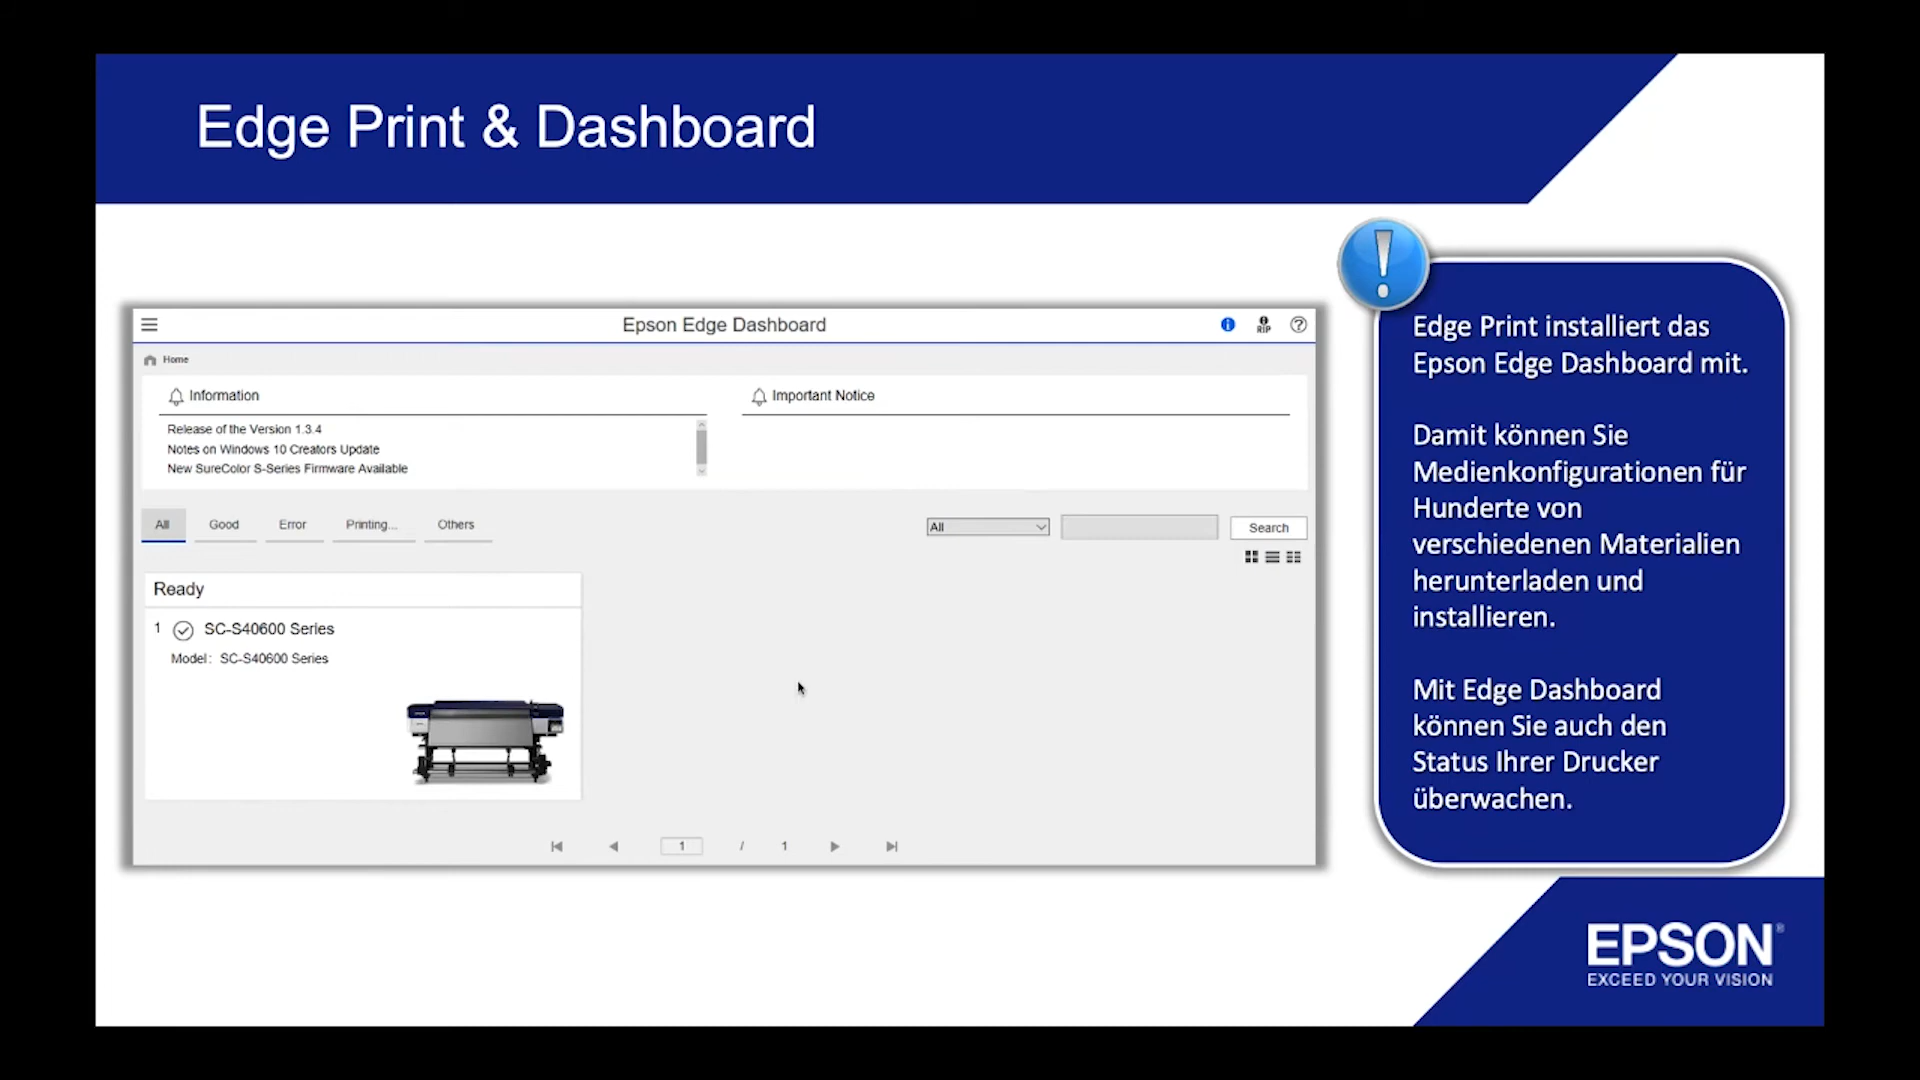 Edge Print & Dashboard
Epson Edge Dashboard
RIP
Home
Information
Important Notice
Release of the Version 1.3.4
Notes on Windows 10 Creators Update
New SureColor S-Series Firmware Available
All
Good
Error
Printing...
Others
All
Search
Ready
1
SC-S40600 Series
Model: SC-S40600 Series
1 / 1
Edge Print installiert das
Epson Edge Dashboard mit.
Damit können Sie
Medienkonfigurationen für
Hunderte von
verschiedenen Materialien
herunterladen und
installieren.
Mit Edge Dashboard
können Sie auch den
Status Ihrer Drucker
überwachen.
EPSON®
EXCEED YOUR VISION